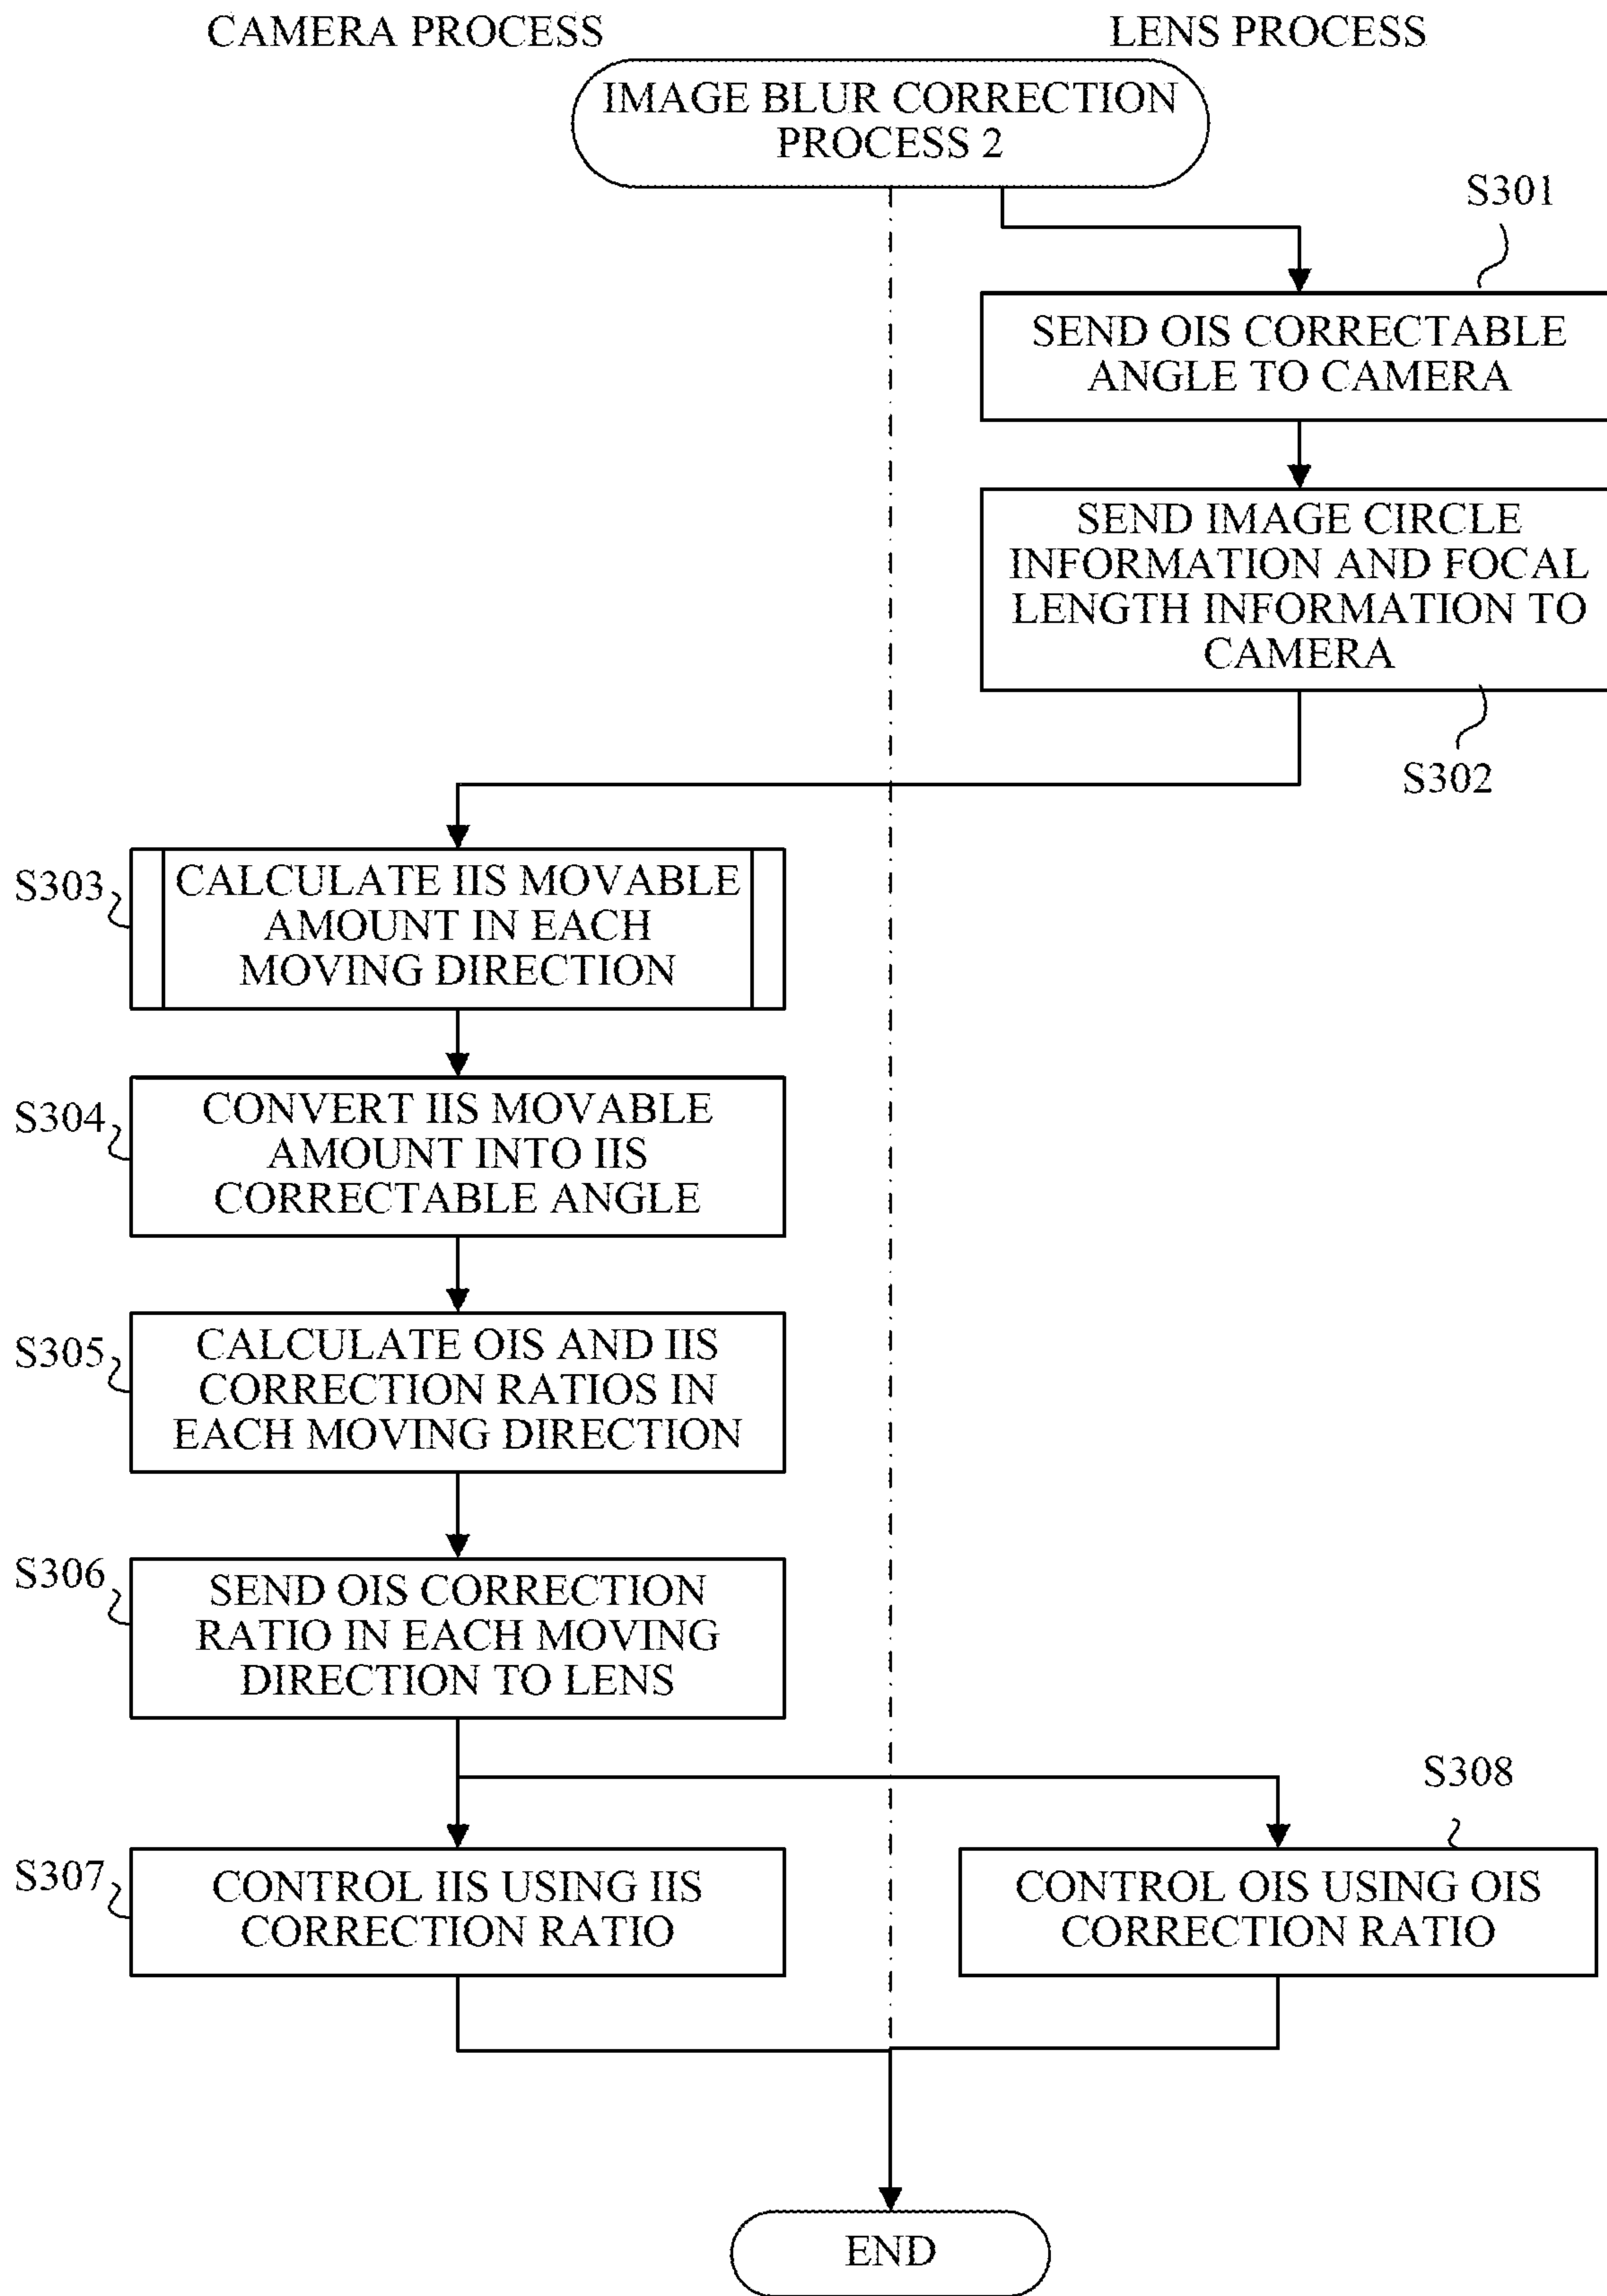 CAMERA PROCESS
LENS PROCESS
IMAGE BLUR CORRECTION
PROCESS 2
S301
SEND OIS CORRECTABLE
ANGLE TO CAMERA
SEND IMAGE CIRCLE
INFORMATION AND FOCAL
LENGTH INFORMATION TO
CAMERA
S302
S303
CALCULATE IIS MOVABLE
AMOUNT IN EACH
MOVING DIRECTION
S304
CONVERT IIS MOVABLE
AMOUNT INTO IIS
CORRECTABLE ANGLE
S305
CALCULATE OIS AND IIS
CORRECTION RATIOS IN
EACH MOVING DIRECTION
S306
SEND OIS CORRECTION
RATIO IN EACH MOVING
DIRECTION TO LENS
S307
CONTROL IIS USING IIS
CORRECTION RATIO
S308
CONTROL OIS USING OIS
CORRECTION RATIO
END